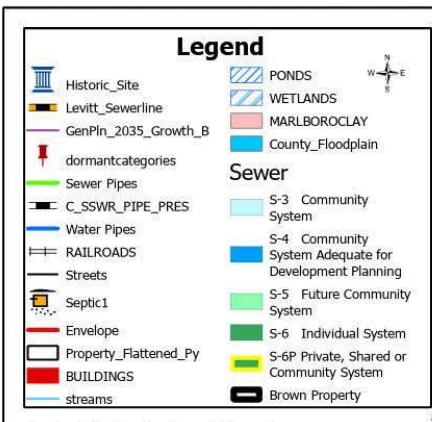 Legend
Historic_Site
Levitt_Sewerline
GenPln_2035_Growth_B
dormantcategories
Sewer Pipes
C_SSWR_PIPE_PRES
Water Pipes
RAILROADS
Streets
Septic1
Envelope
Property_Flattened_Py
BUILDINGS
streams
N
W E
S
PONDS
WETLANDS
MARLBOROCLAY
County_Floodplain
Sewer
S-3 Community
System
S-4 Community
System Adequate for
Development Planning
S-5 Future Community
System
S-6 Individual System
S-6P Private, Shared or
Community System
Brown Property